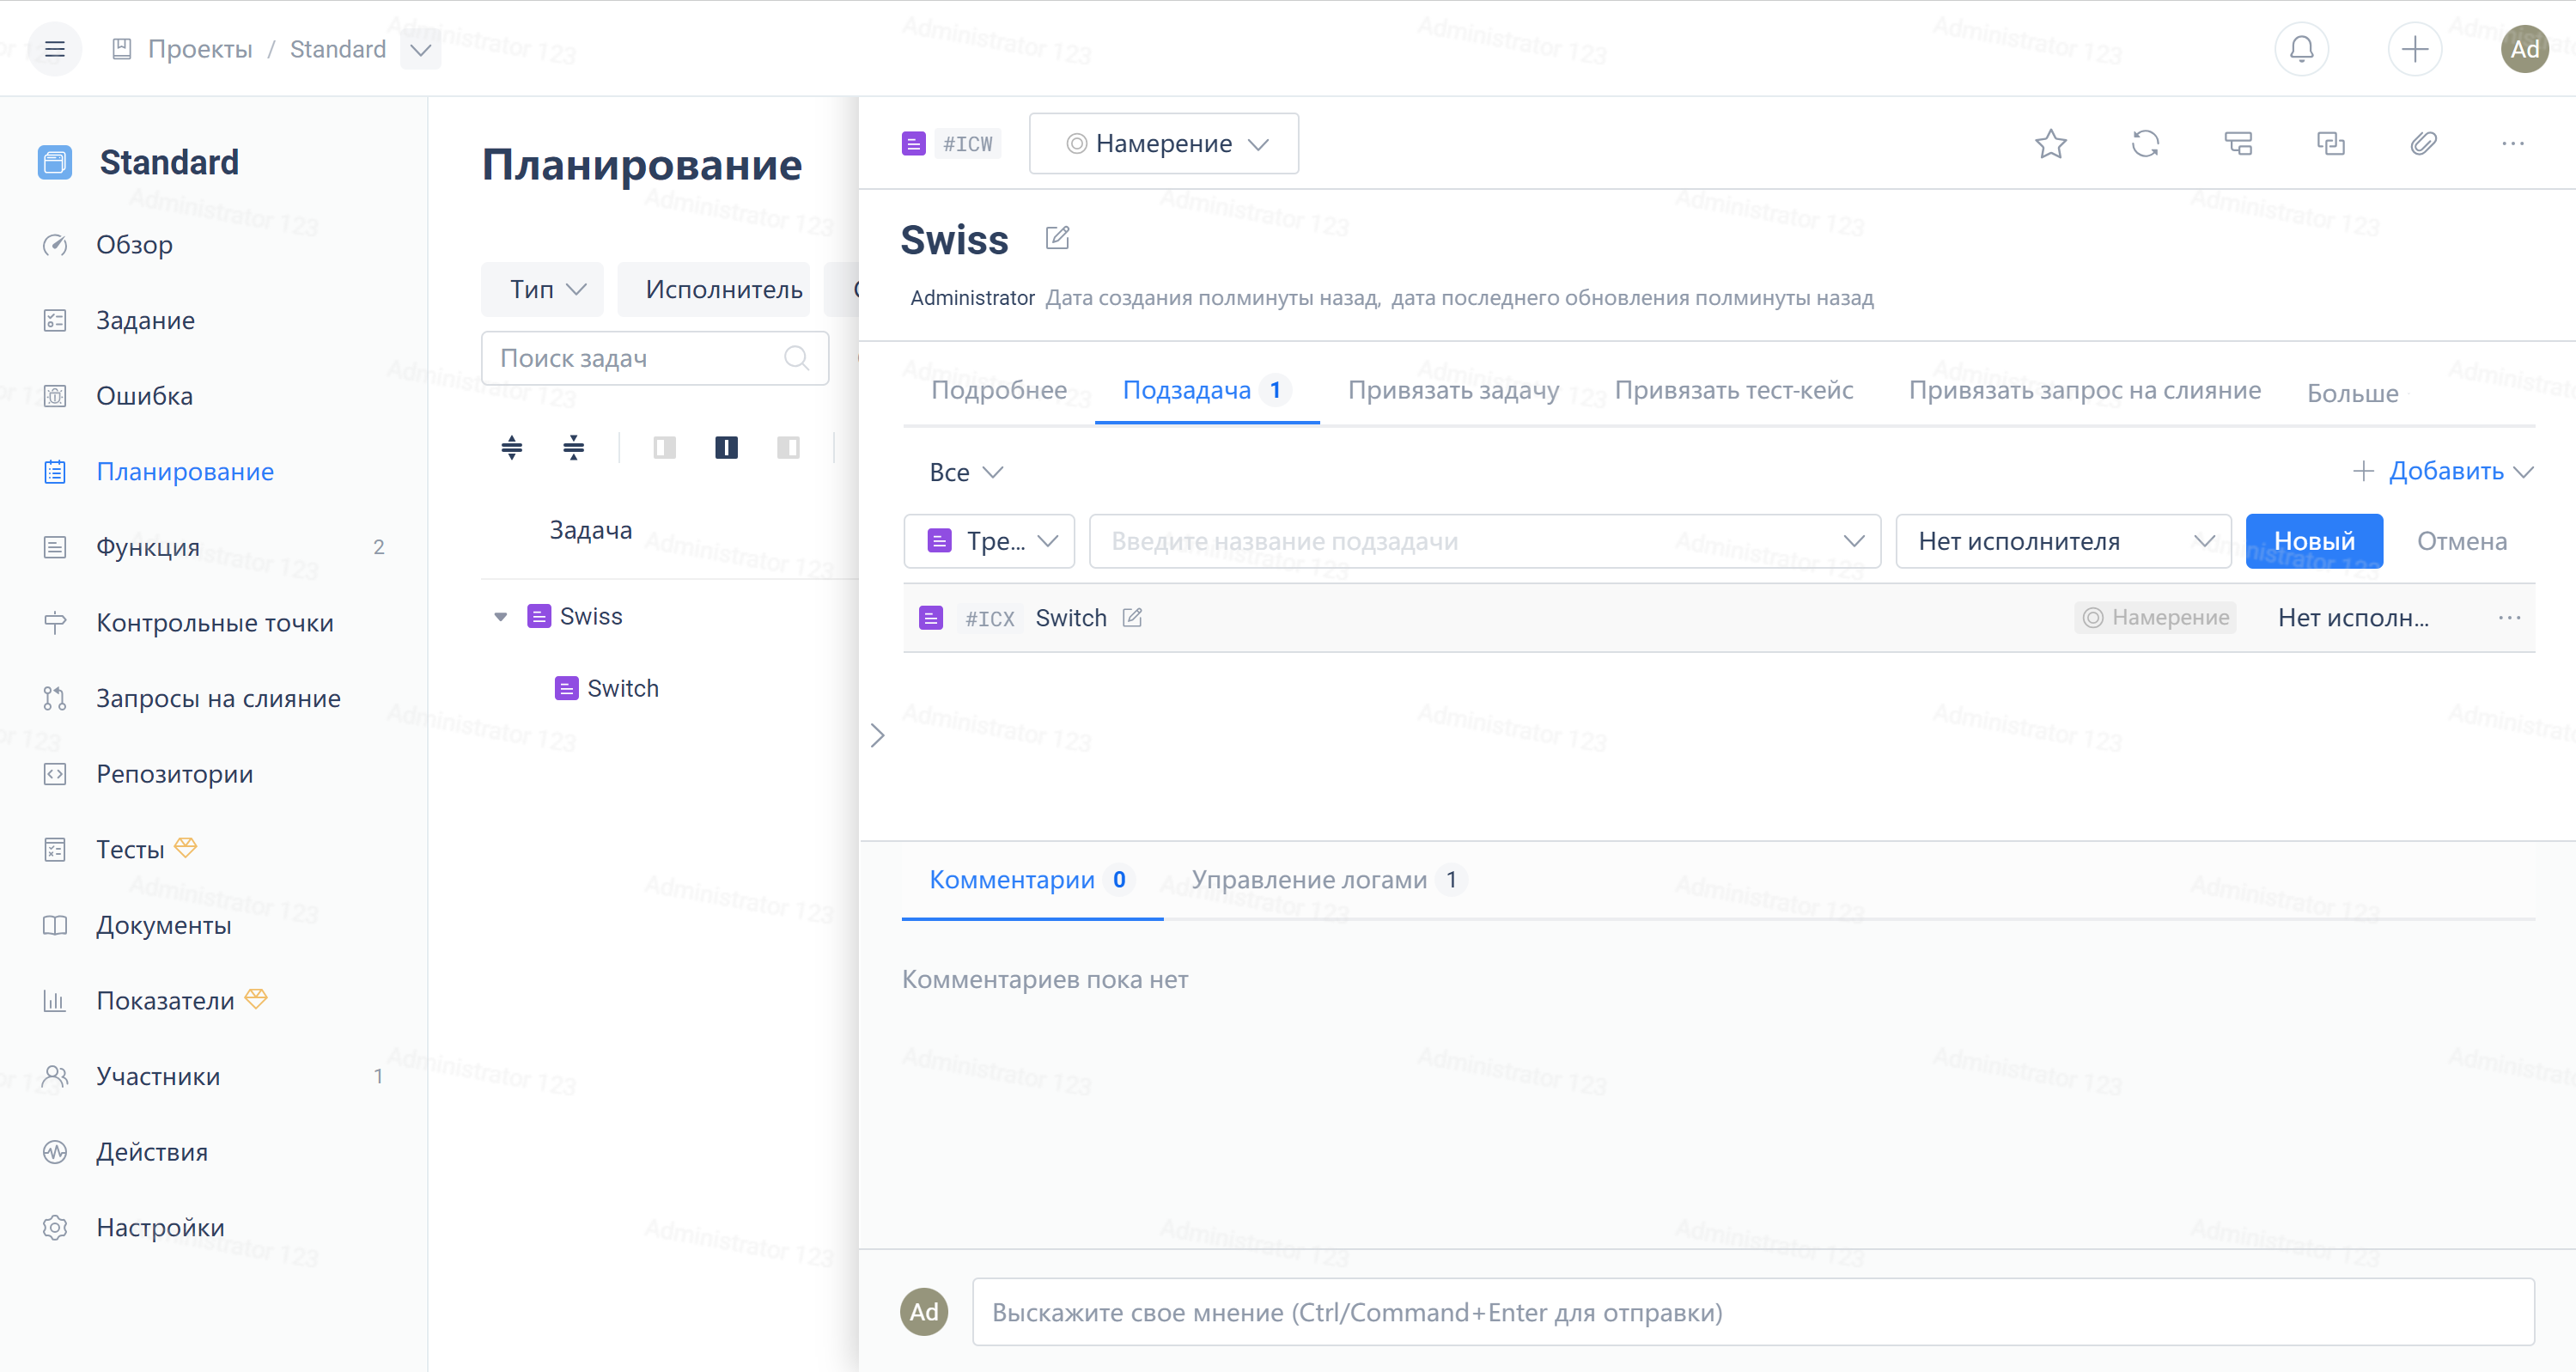 Проекты / Standard
Ad
Standard
Обзор
Задание
Ошибка
Планирование
Функция 2
Контрольные точки
Запросы на слияние
Репозитории
Тесты
Документы
Показатели
Участники 1
Действия
Настройки
Планирование
Тип
Исполнитель
Поиск задач
Задача
Swiss
Switch
#ICW Намерение
Swiss
Administrator Дата создания полминуты назад, дата последнего обновления полминуты назад
Подробнее Подзадача 1 Привязать задачу Привязать тест-кейс Привязать запрос на слияние Больше
Все Добавить
Тре... Введите название подзадачи Нет исполнителя Новый Отмена
#ICX Switch Намерение Нет исполн...
Комментарии 0 Управление логами 1
Комментариев пока нет
Ad Выскажите свое мнение (Ctrl/Command+Enter для отправки)
Administrator 123